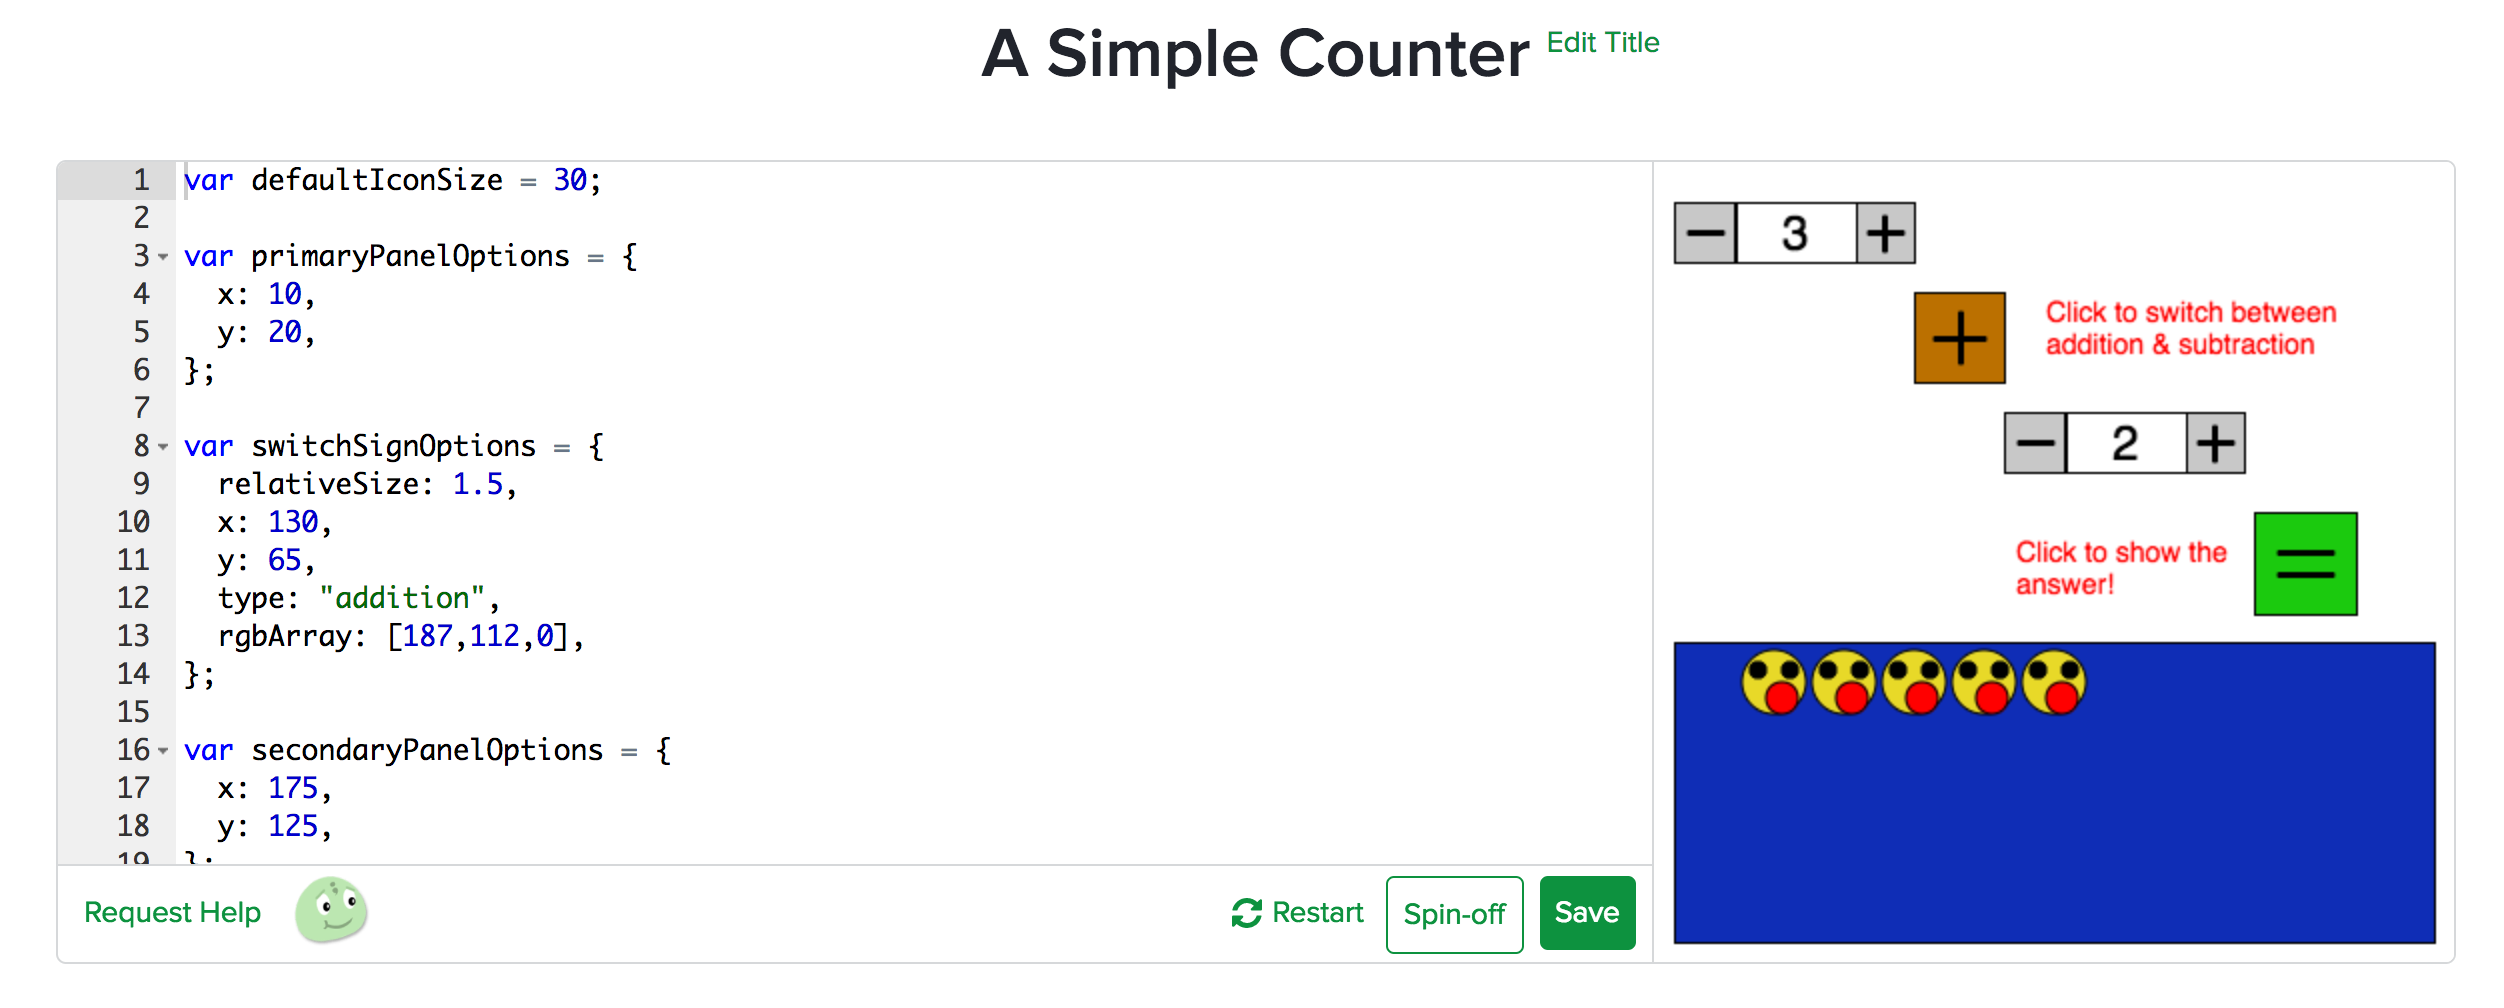 A Simple Counter Edit Title
1 var defaultIconSize = 30;
2
3 var primaryPanelOptions = {
4 x: 10,
5 y: 20,
6 };
7
8 var switchSignOptions = {
9 relativeSize: 1.5,
10 x: 130,
11 y: 65,
12 type: "addition",
13 rgbArray: [187,112,0],
14 };
15
16 var secondaryPanelOptions = {
17 x: 175,
18 y: 125,
19 };
Request Help
Restart
Spin-off
Save
− 3 +
+
Click to switch between
addition & subtraction
− 2 +
Click to show the
answer!
=